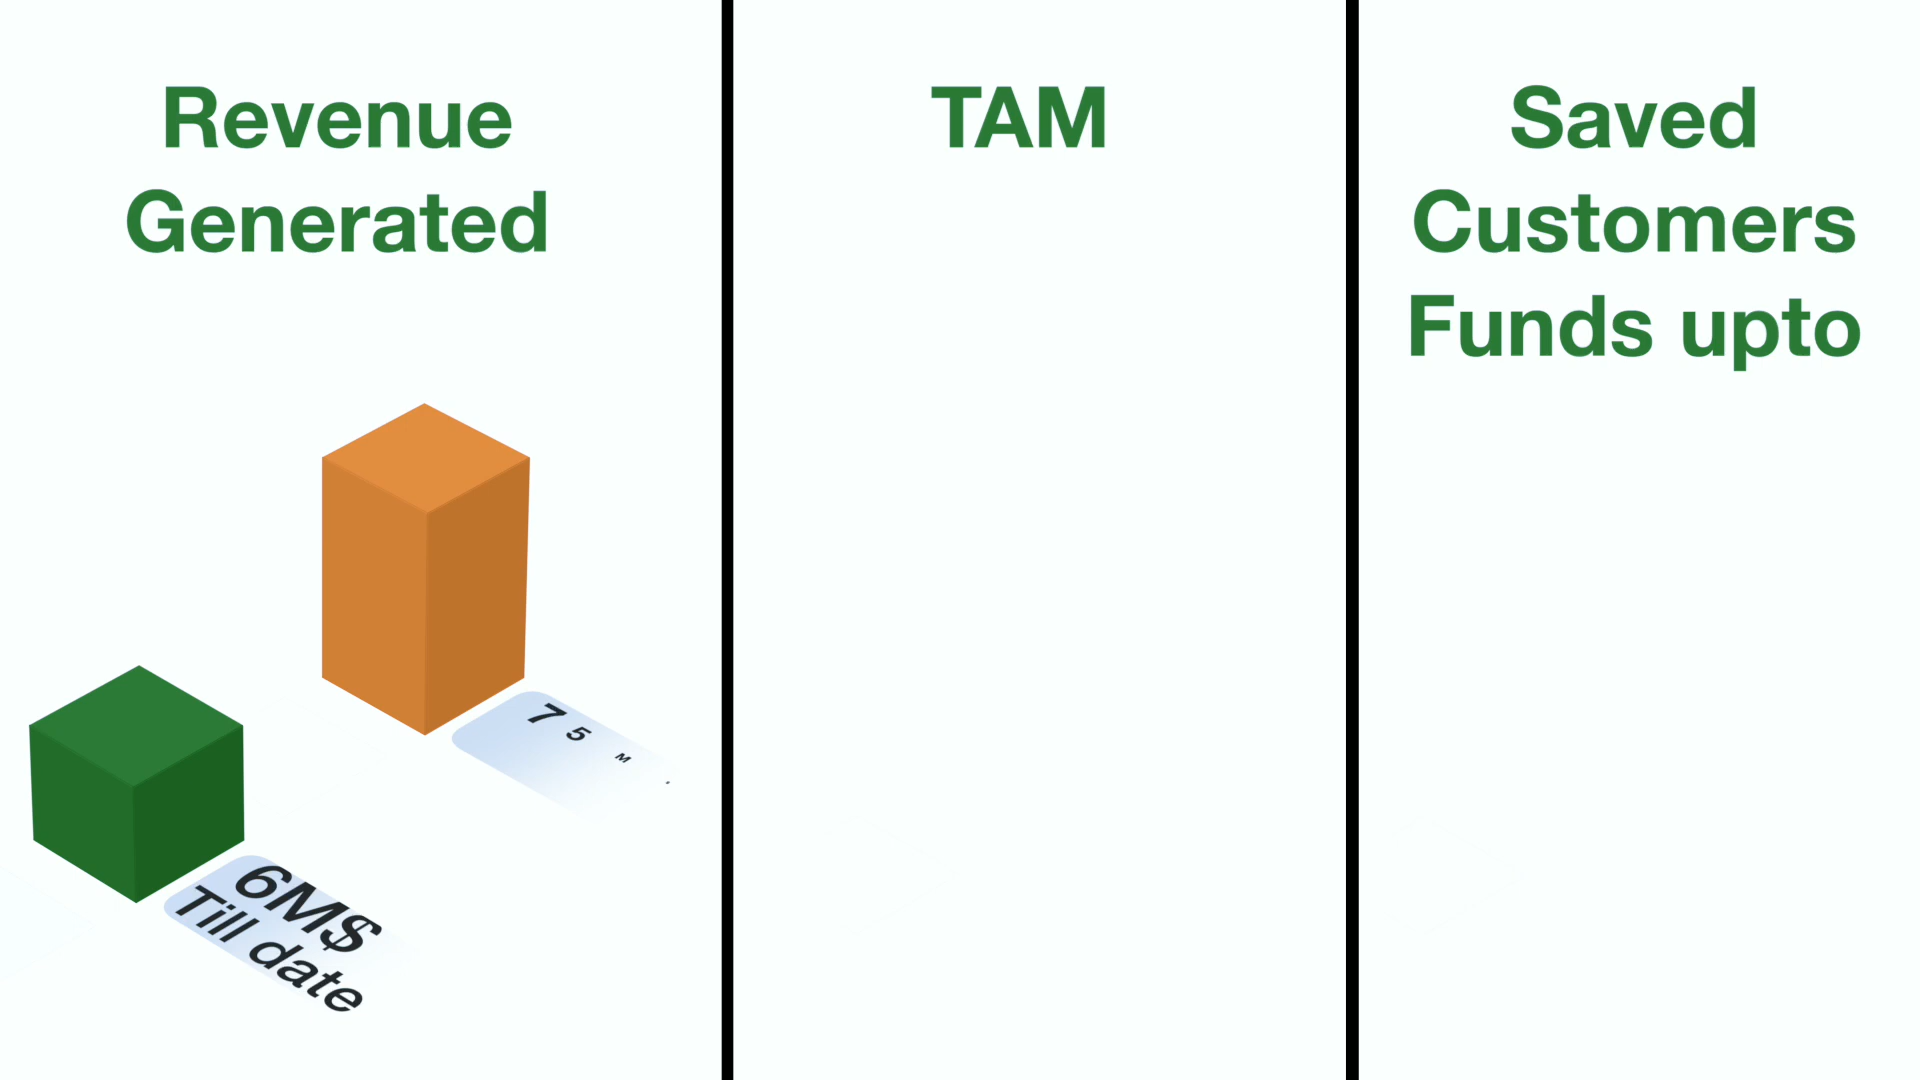 Revenue
Generated
TAM
Saved
Customers
Funds upto
75 M
6M$
Till date